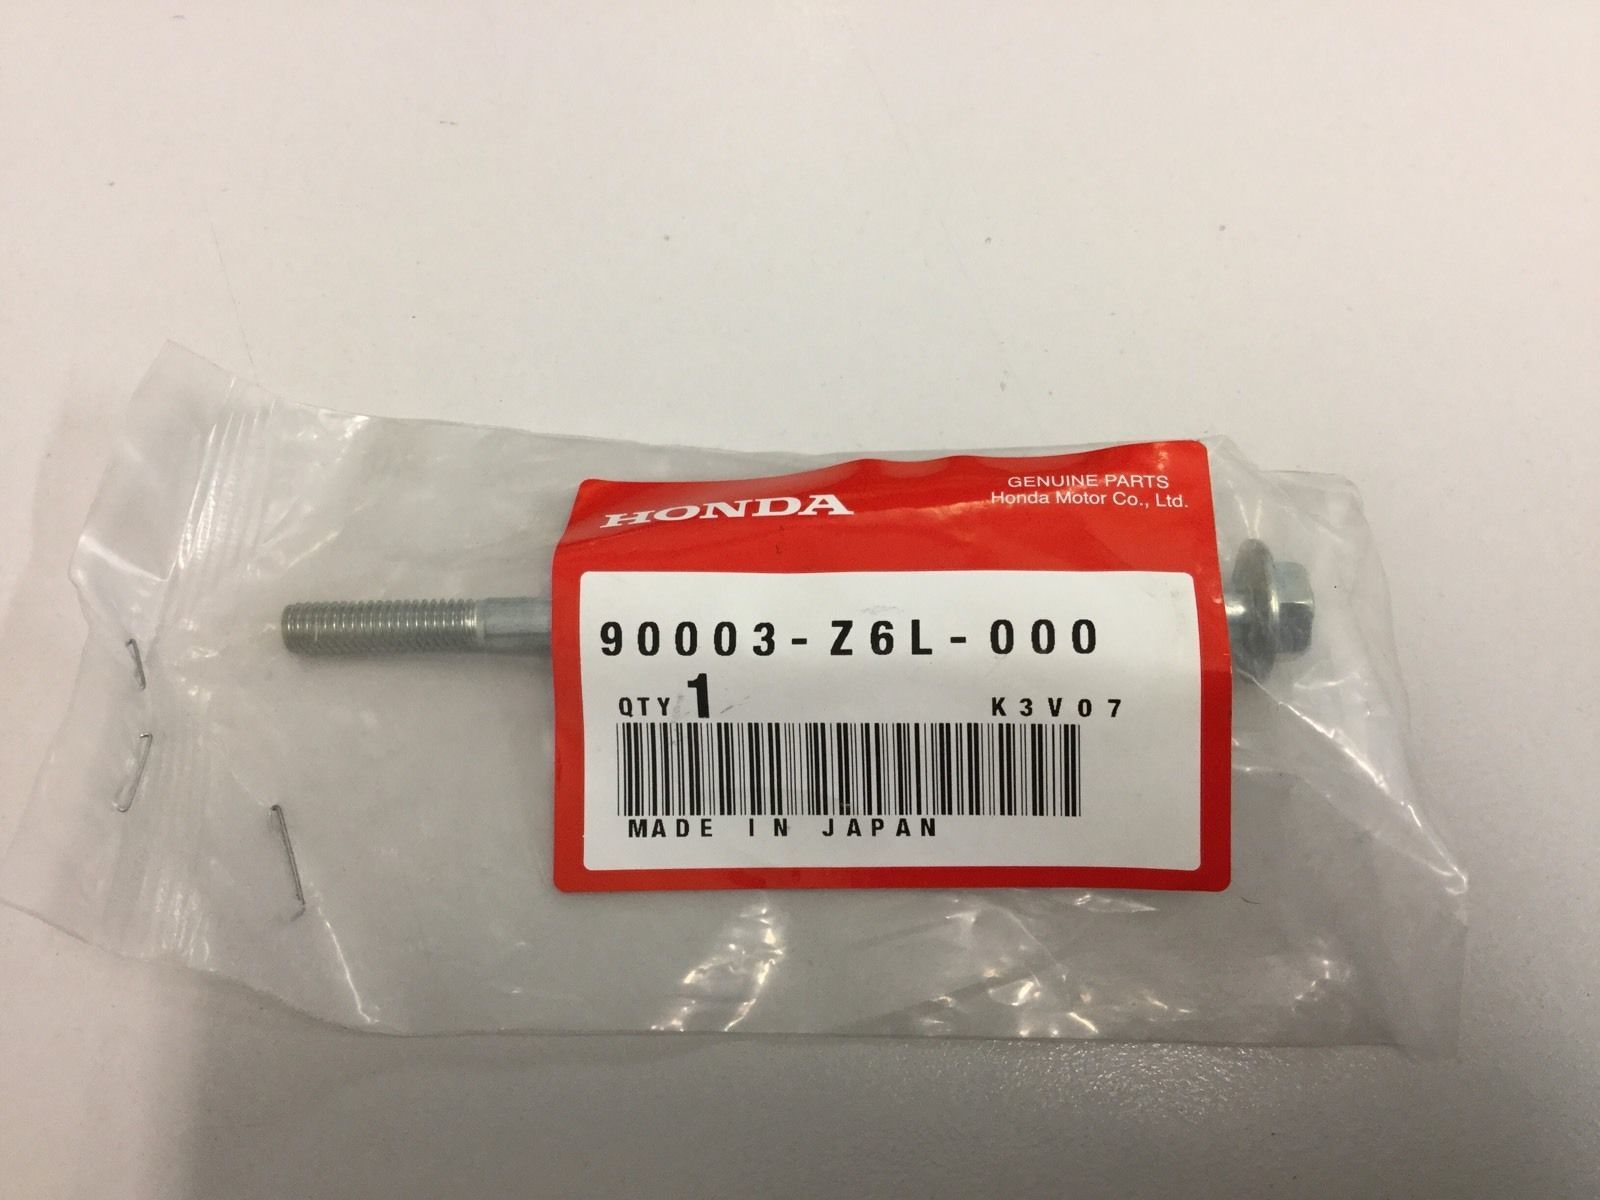 HONDA
GENUINE PARTS
Honda Motor Co., Ltd.
90003-Z6L-000
QTY 1 K3V07
MADE IN JAPAN